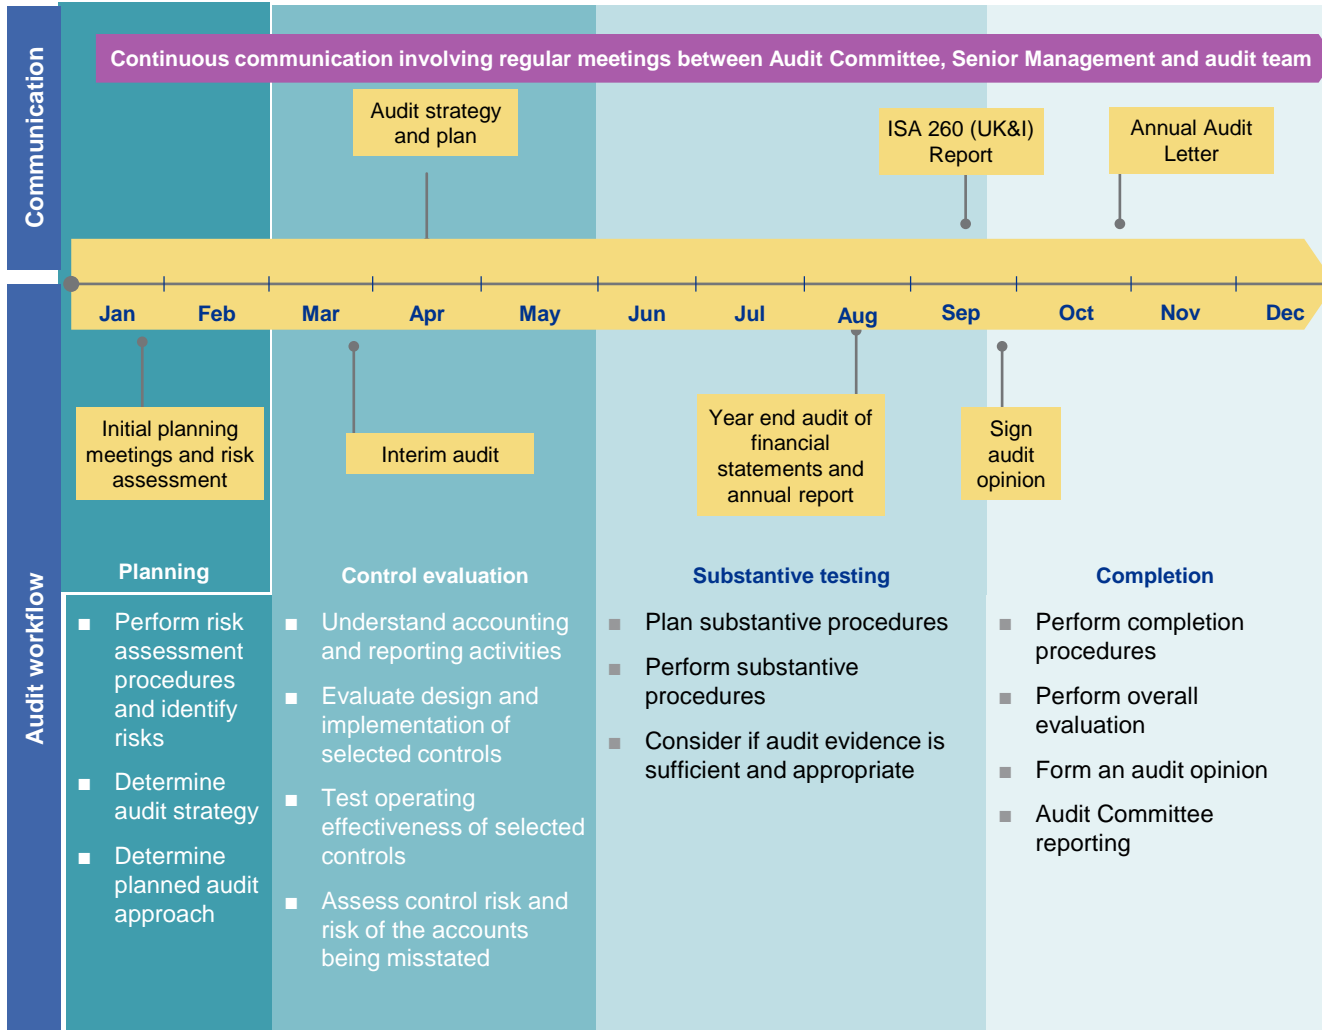 Communication
Continuous communication involving regular meetings between Audit Committee, Senior Management and audit team
Audit strategy
and plan
ISA 260 (UK&I)
Report
Annual Audit
Letter
Jan
Feb
Mar
Apr
May
Jun
Jul
Aug
Sep
Oct
Nov
Dec
Audit workflow
Initial planning
meetings and risk
assessment
Interim audit
Year end audit of
financial
statements and
annual report
Sign
audit
opinion
Planning
■ Perform risk
assessment
procedures
and identify
risks
■ Determine
audit strategy
■ Determine
planned audit
approach
Control evaluation
■ Understand accounting
and reporting activities
■ Evaluate design and
implementation of
selected controls
■ Test operating
effectiveness of selected
controls
■ Assess control risk and
risk of the accounts
being misstated
Substantive testing
■ Plan substantive procedures
■ Perform substantive
procedures
■ Consider if audit evidence is
sufficient and appropriate
Completion
■ Perform completion
procedures
■ Perform overall
evaluation
■ Form an audit opinion
■ Audit Committee
reporting